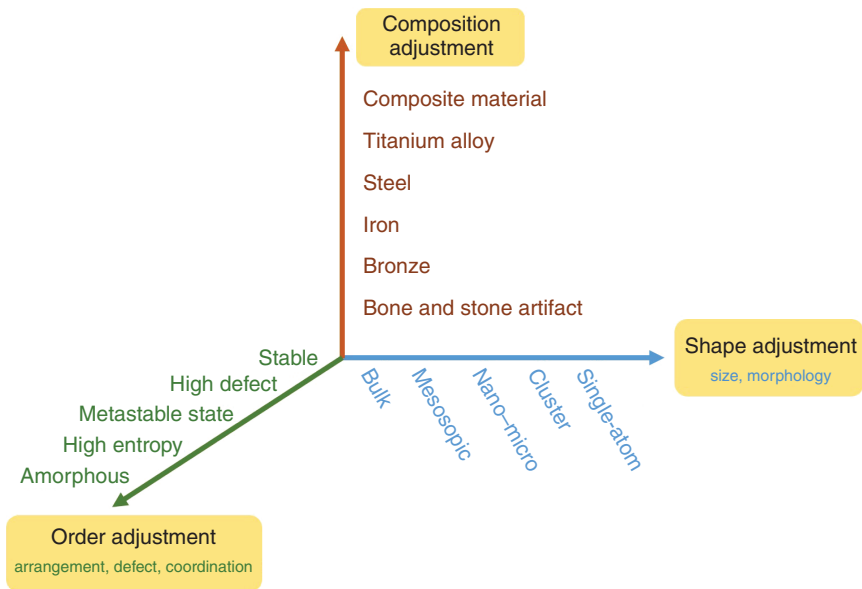 Composition
adjustment
Composite material
Titanium alloy
Steel
Iron
Bronze
Bone and stone artifact
Shape adjustment
size, morphology
Bulk
Mesosopic
Nano–micro
Cluster
Single-atom
Stable
High defect
Metastable state
High entropy
Amorphous
Order adjustment
arrangement, defect, coordination